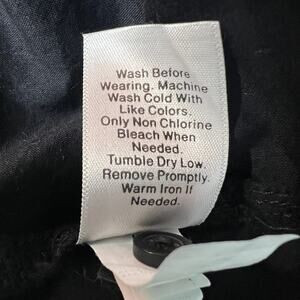 Wash Before
Wearing. Machine
Wash Cold With
Like Colors.
Only Non Chlorine
Bleach When
Needed.
Tumble Dry Low.
Remove Promptly.
Warm Iron If
Needed.